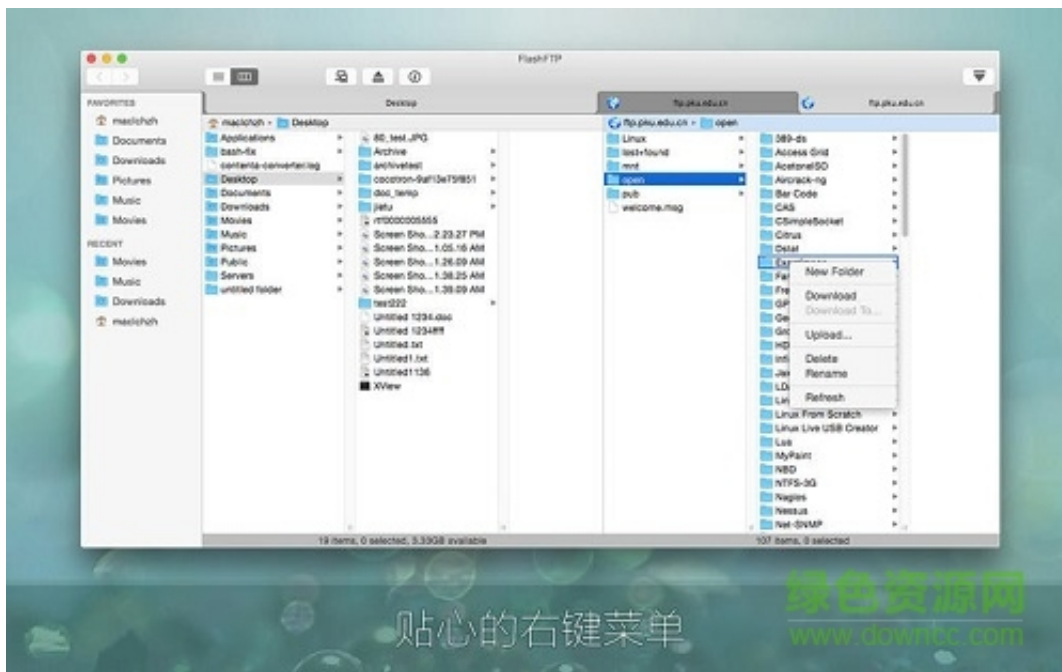 FlashFTP
Desktop
ftp.pku.edu.cn
ftp.pku.edu.cn
FAVORITES
maclchzh
Documents
Downloads
Pictures
Music
Movies
RECENT
Movies
Music
Downloads
maclchzh
maclchzh
Desktop
Applications
bash-fix
contents-converter.log
Desktop
Documents
Downloads
Movies
Music
Pictures
Public
Servers
untitled folder
80_test.JPG
Archive
archivetest
cocotron-9af13e75f851
doc_temp
jietu
rtf0000005555
Screen Sho...2.23.27 PM
Screen Sho...1.05.16 AM
Screen Sho...1.26.09 AM
Screen Sho...1.38.25 AM
Screen Sho...1.39.09 AM
test222
Untitled 1234.doc
Untitled 1234ffff
Untitled.txt
Untitled1.txt
Untitled1136
XView
19 items, 0 selected, 3.33GB available
ftp.pku.edu.cn
open
Linux
lost+found
mnt
open
pub
welcome.msg
389-ds
Access Grid
AcetoneISO
Aircrack-ng
Bar Code
CAS
CSimpleSocket
Citrus
Dstat
New Folder
Download
Download To...
Upload...
Delete
Rename
Refresh
Linux From Scratch
Linux Live USB Creator
Lua
MyPaint
NBD
NTFS-3G
Nagios
Nessus
Net-SNMP
107 items, 0 selected
贴心的右键菜单
绿色资源网
www.downcc.com